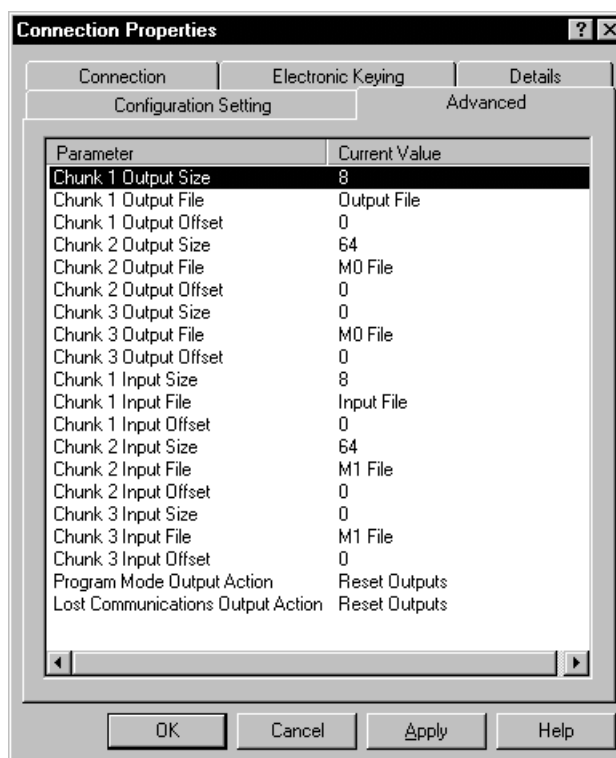 Connection Properties ? X
Connection Electronic Keying Details
Configuration Setting Advanced
Parameter Current Value
Chunk 1 Output Size 8
Chunk 1 Output File Output File
Chunk 1 Output Offset 0
Chunk 2 Output Size 64
Chunk 2 Output File M0 File
Chunk 2 Output Offset 0
Chunk 3 Output Size 0
Chunk 3 Output File M0 File
Chunk 3 Output Offset 0
Chunk 1 Input Size 8
Chunk 1 Input File Input File
Chunk 1 Input Offset 0
Chunk 2 Input Size 64
Chunk 2 Input File M1 File
Chunk 2 Input Offset 0
Chunk 3 Input Size 0
Chunk 3 Input File M1 File
Chunk 3 Input Offset 0
Program Mode Output Action Reset Outputs
Lost Communications Output Action Reset Outputs
OK Cancel Apply Help